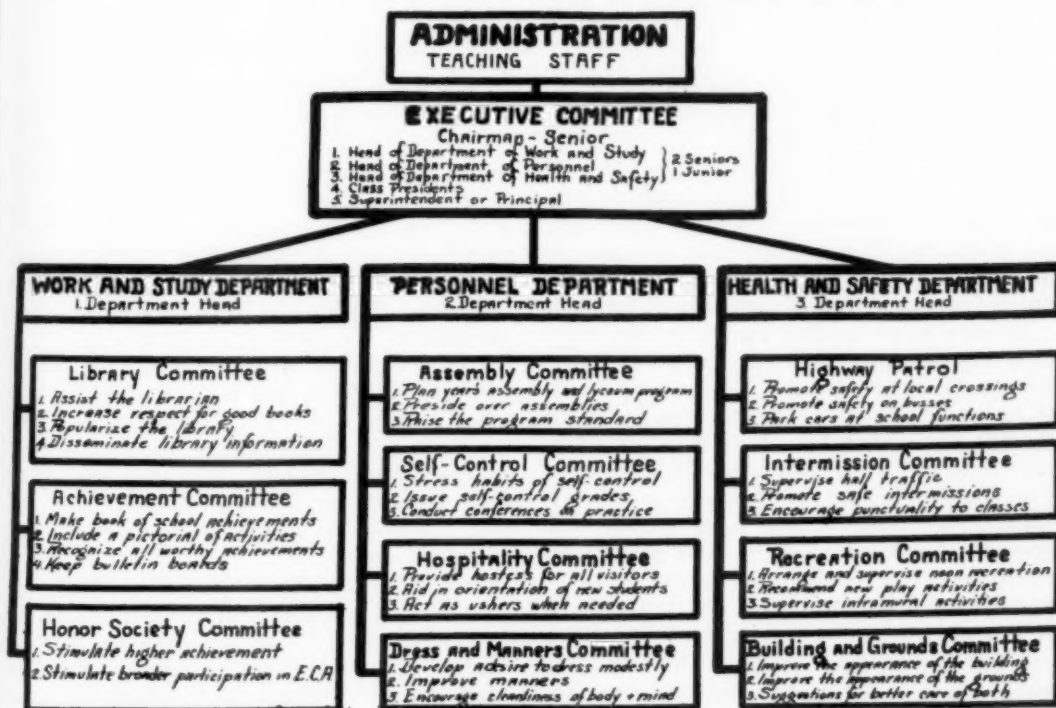 ADMINISTRATION
TEACHING STAFF
EXECUTIVE COMMITTEE
Chairman - Senior
1. Head of Department of Work and Study
2. Head of Department of Personnel
3. Head of Department of Health and Safety
2 Seniors
1 Junior
4. Class Presidents
5. Superintendent or Principal
WORK AND STUDY DEPARTMENT
1. Department Head
Library Committee
1. Assist the librarian
2. Increase respect for good books
3. Popularize the library
4. Disseminate library information
Achievement Committee
1. Make book of school achievements
2. Include a pictorial of activities
3. Recognize all worthy achievements
4. Keep bulletin boards
Honor Society Committee
1. Stimulate higher achievement
2. Stimulate broader participation in E.C.A
PERSONNEL DEPARTMENT
2. Department Head
Assembly Committee
1. Plan year's assembly and lyceum program
2. Preside over assemblies
3. Raise the program standard
Self-Control Committee
1. Stress habits of self-control
2. Issue self-control grades
3. Conduct conferences on practice
Hospitality Committee
1. Provide hostess for all visitors
2. Aid in orientation of new students
3. Act as ushers when needed
Dress and Manners Committee
1. Develop desire to dress modestly
2. Improve manners
3. Encourage cleanliness of body + mind
HEALTH AND SAFETY DEPARTMENT
3. Department Head
Highway Patrol
1. Promote safety at local crossings
2. Promote safety on busses
3. Park cars at school functions
Intermission Committee
1. Supervise hall traffic
2. Promote safe intermissions
3. Encourage punctuality to classes
Recreation Committee
1. Arrange and supervise noon recreation
2. Recommend new play activities
3. Supervise intramural activities
Building and Grounds Committee
1. Improve the appearance of the building
2. Improve the appearance of the grounds
3. Suggestions for better care of both